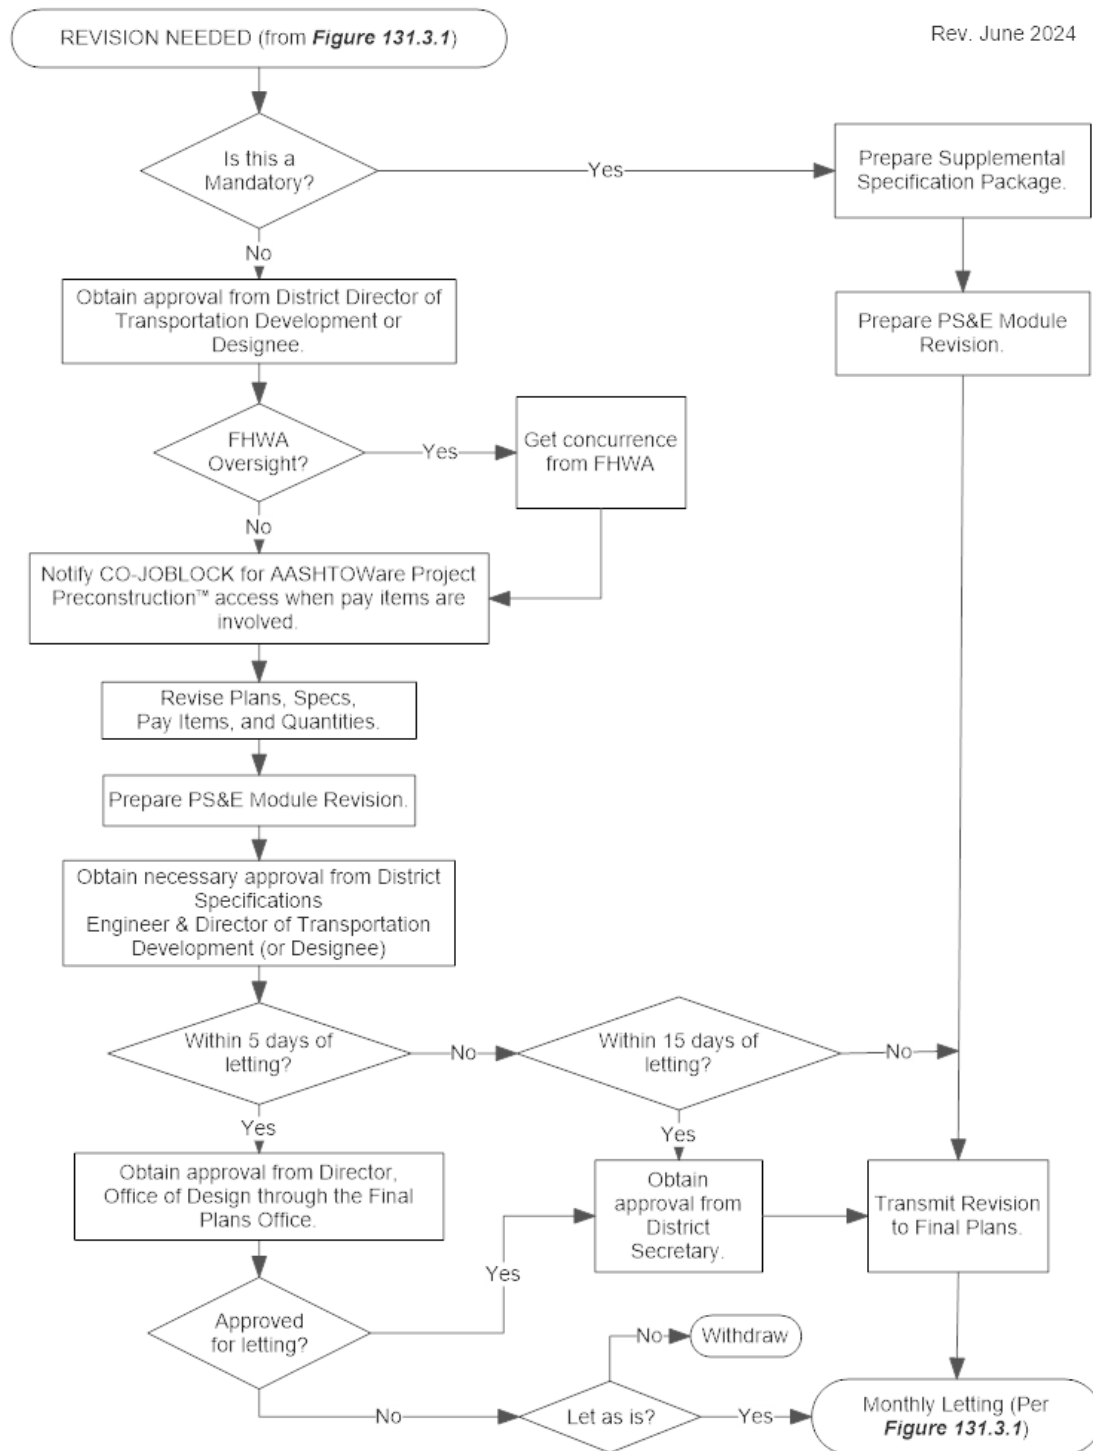 REVISION NEEDED (from Figure 131.3.1)
Rev. June 2024
Is this a
Mandatory?
Yes
Prepare Supplemental
Specification Package.
No
Obtain approval from District Director of
Transportation Development or
Designee.
Prepare PS&E Module
Revision.
FHWA
Oversight?
Yes
Get concurrence
from FHWA
No
Notify CO-JOBLOCK for AASHTOWare Project
Preconstruction™ access when pay items are
involved.
Revise Plans, Specs,
Pay Items, and Quantities.
Prepare PS&E Module Revision.
Obtain necessary approval from District
Specifications
Engineer & Director of Transportation
Development (or Designee)
Within 5 days of
letting?
No
Within 15 days of
letting?
No
Yes
Yes
Obtain approval from Director,
Office of Design through the Final
Plans Office.
Obtain
approval from
District
Secretary.
Transmit Revision
to Final Plans.
Yes
Approved
for letting?
No
Withdraw
No
Let as is?
Yes
Monthly Letting (Per
Figure 131.3.1)